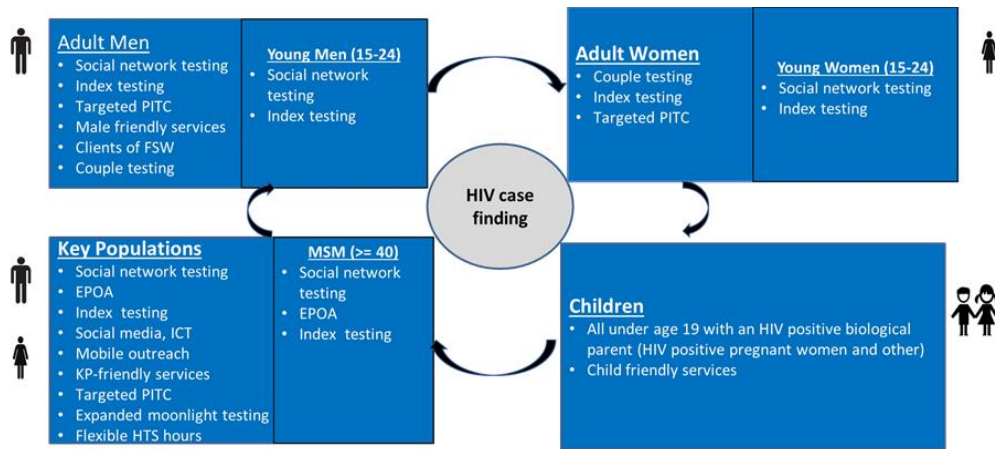 Adult Men
• Social network testing
• Index testing
• Targeted PITC
• Male friendly services
• Clients of FSW
• Couple testing
Young Men (15-24)
• Social network
testing
• Index testing
Adult Women
• Couple testing
• Index testing
• Targeted PITC
Young Women (15-24)
• Social network testing
• Index testing
HIV case
finding
Key Populations
• Social network testing
• EPOA
• Index testing
• Social media, ICT
• Mobile outreach
• KP-friendly services
• Targeted PITC
• Expanded moonlight testing
• Flexible HTS hours
MSM (>= 40)
• Social network
testing
• EPOA
• Index testing
Children
• All under age 19 with an HIV positive biological
parent (HIV positive pregnant women and other)
• Child friendly services